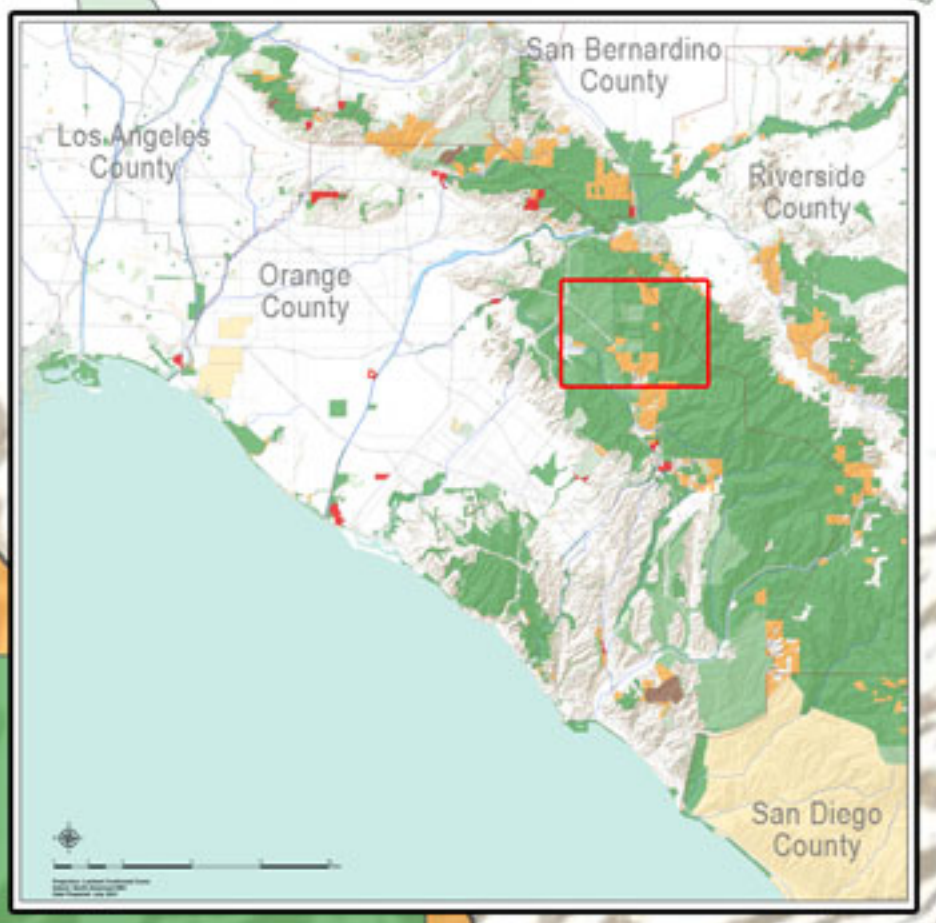 San Bernardino
County
Los Angeles
County
Riverside
County
Orange
County
San Diego
County